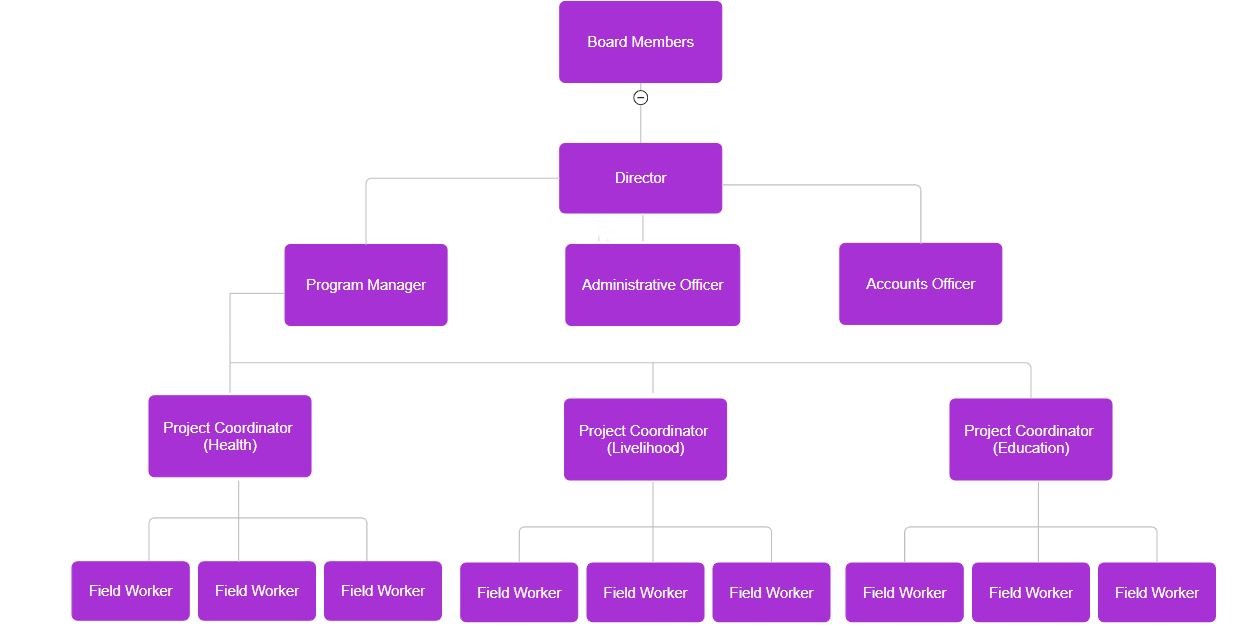 Board Members
Director
Program Manager
Administrative Officer
Accounts Officer
Project Coordinator
(Health)
Project Coordinator
(Livelihood)
Project Coordinator
(Education)
Field Worker
Field Worker
Field Worker
Field Worker
Field Worker
Field Worker
Field Worker
Field Worker
Field Worker